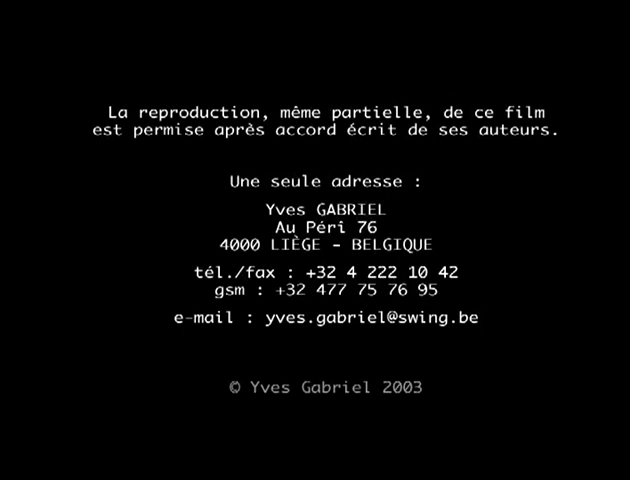 La reproduction, même partielle, de ce film
est permise après accord écrit de ses auteurs.
Une seule adresse :
Yves GABRIEL
Au Péri 76
4000 LIÈGE - BELGIQUE
tél./fax : +32 4 222 10 42
gsm : +32 477 75 76 95
e-mail : yves.gabriel@swing.be
© Yves Gabriel 2003